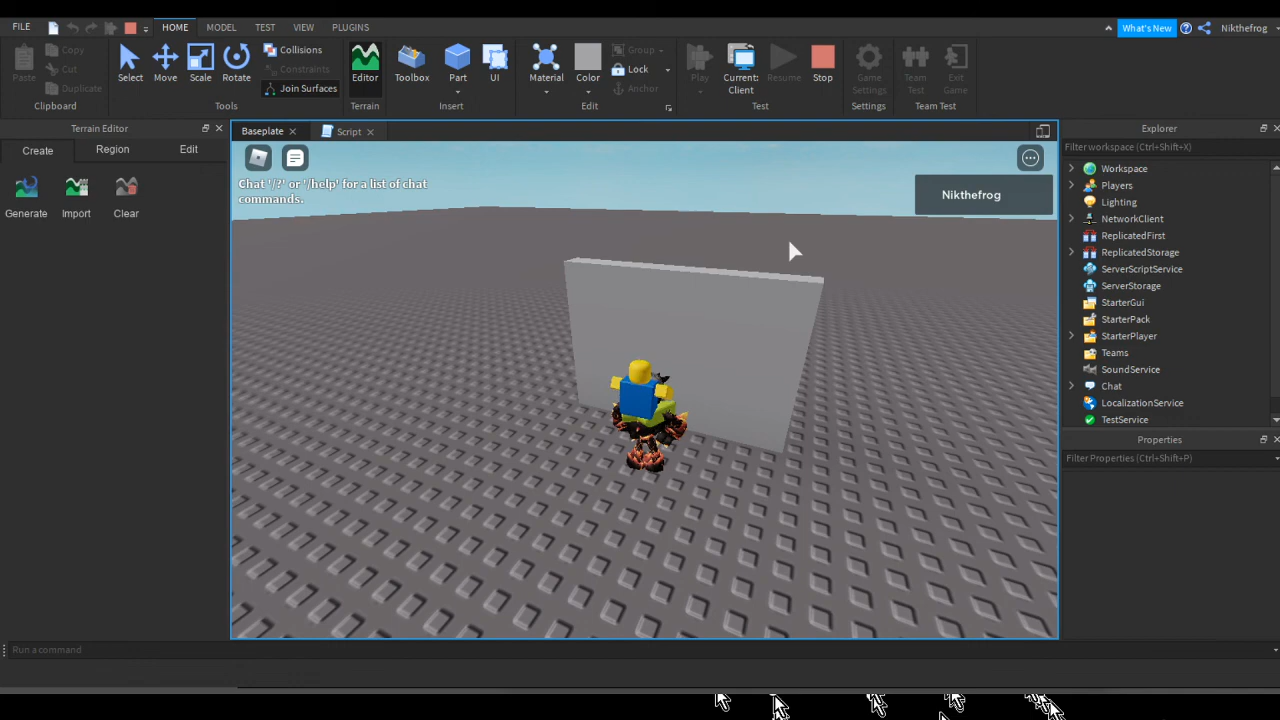 FILE HOME MODEL TEST VIEW PLUGINS What's New Nikthefrog
Paste Copy Cut Duplicate Clipboard
Select Move Scale Rotate Collisions Constraints Join Surfaces Tools
Editor Terrain
Toolbox Part UI Insert
Material Color Group Lock Anchor Edit
Play Current: Client Resume Stop Test
Game Settings Settings
Team Test Exit Game Team Test
Terrain Editor
Create Region Edit
Generate Import Clear
Baseplate Script
Chat '/?' or '/help' for a list of chat
commands.
Nikthefrog
Explorer
Filter workspace (Ctrl+Shift+X)
Workspace
Players
Lighting
NetworkClient
ReplicatedFirst
ReplicatedStorage
ServerScriptService
ServerStorage
StarterGui
StarterPack
StarterPlayer
Teams
SoundService
Chat
LocalizationService
TestService
Properties
Filter Properties (Ctrl+Shift+P)
Run a command